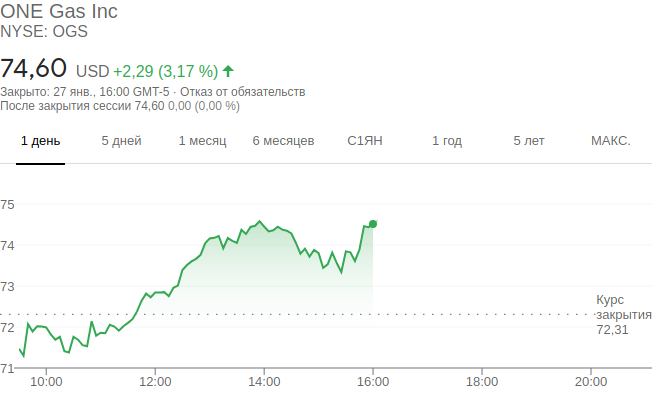 ONE Gas Inc
NYSE: OGS
74,60 USD +2,29 (3,17 %)
Закрыто: 27 янв., 16:00 GMT-5 · Отказ от обязательств
После закрытия сессии 74,60 0,00 (0,00 %)
1 день 5 дней 1 месяц 6 месяцев С1ЯН 1 год 5 лет МАКС.
75
74
73
Курс
закрытия
72 72,31
71
10:00 12:00 14:00 16:00 18:00 20:00